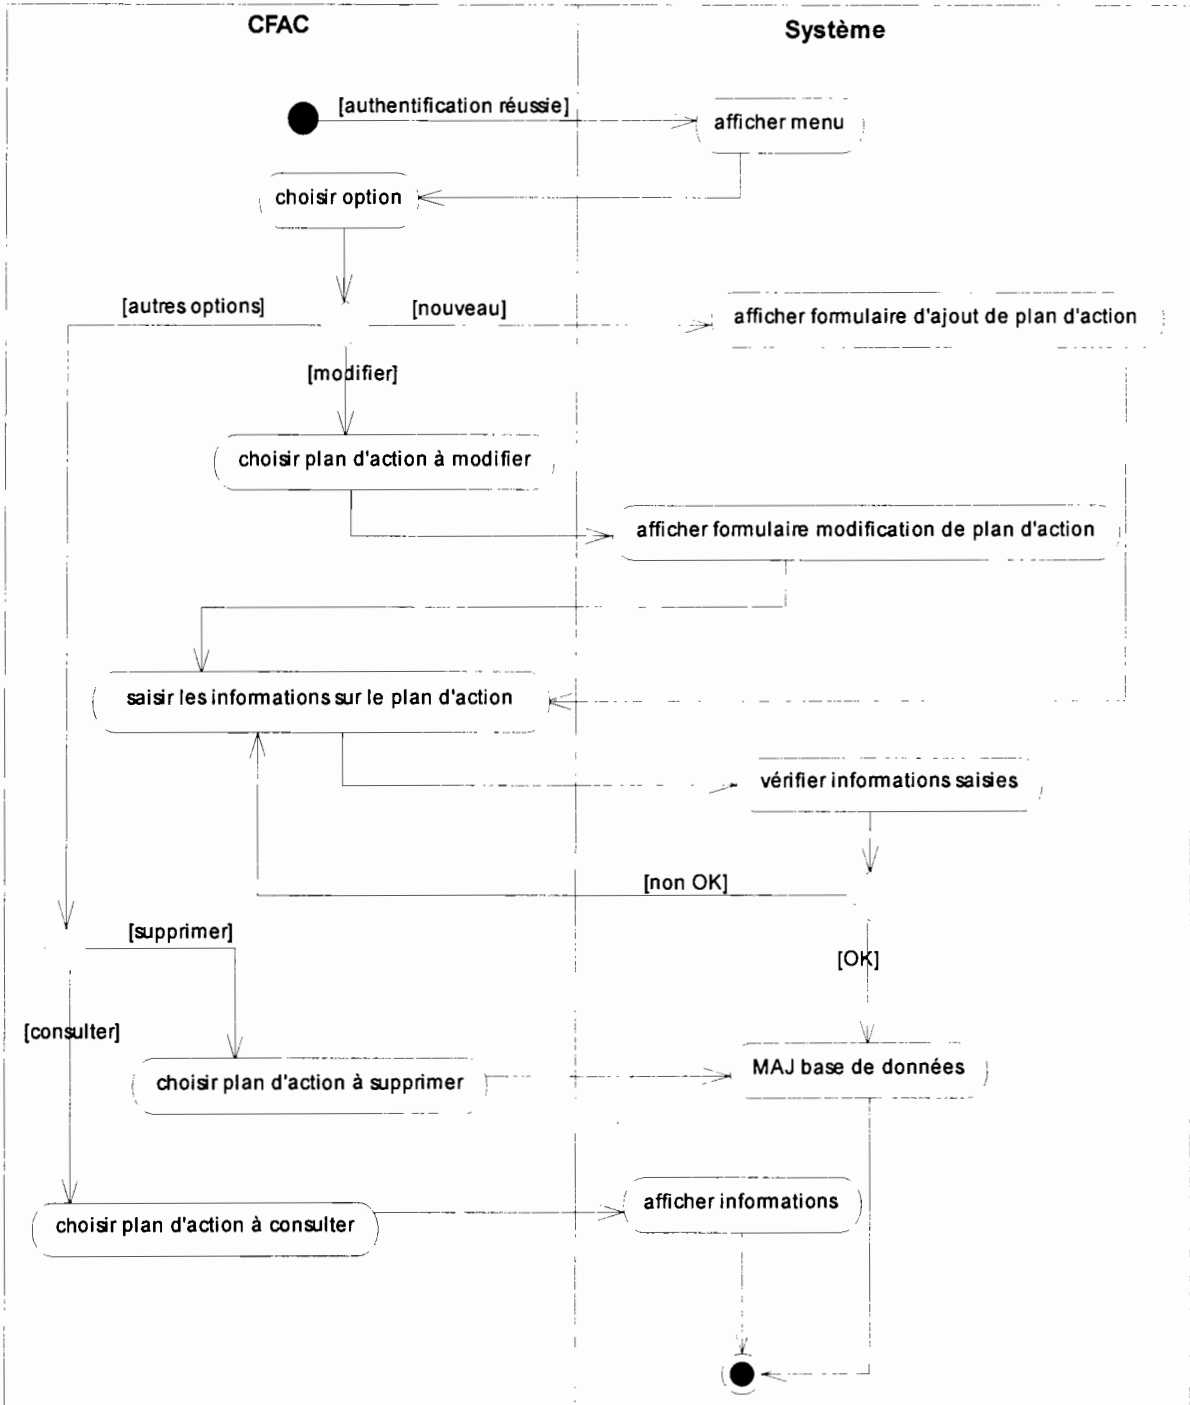 CFAC
Système
[authentification réussie]
afficher menu
choisir option
[autres options]
[nouveau]
afficher formulaire d'ajout de plan d'action
[modifier]
choisir plan d'action à modifier
afficher formulaire modification de plan d'action
saisir les informations sur le plan d'action
vérifier informations saisies
[non OK]
[supprimer]
[OK]
[consulter]
choisir plan d'action à supprimer
MAJ base de données
afficher informations
choisir plan d'action à consulter